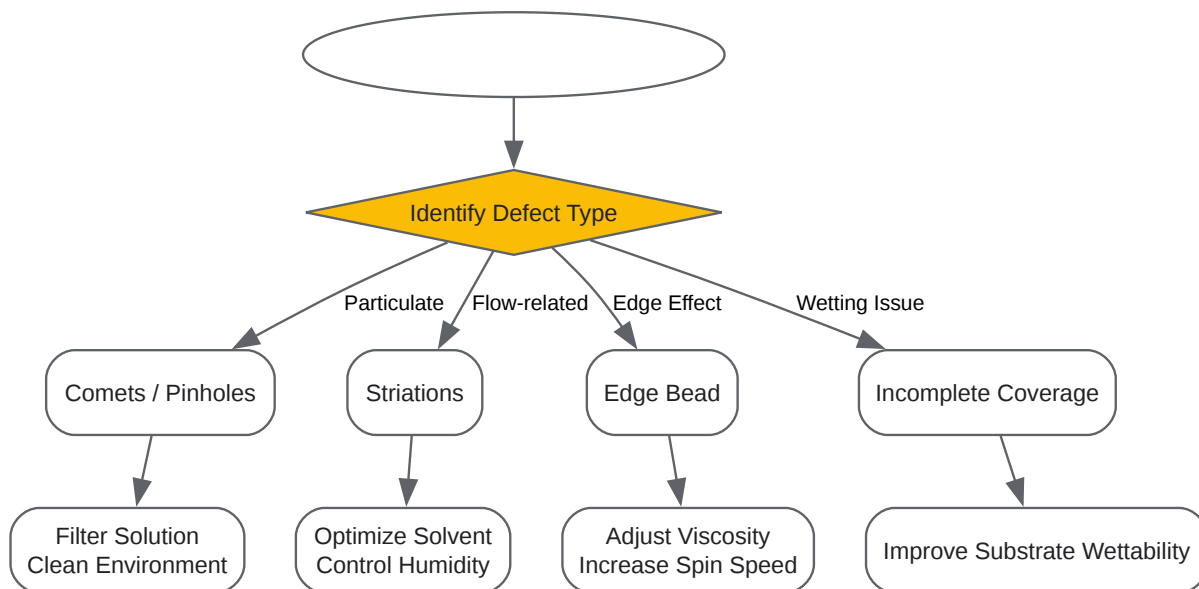 Identify Defect Type
Particulate
Flow-related
Edge Effect
Wetting Issue
Comets / Pinholes
Striations
Edge Bead
Incomplete Coverage
Filter Solution
Clean Environment
Optimize Solvent
Control Humidity
Adjust Viscosity
Increase Spin Speed
Improve Substrate Wettability